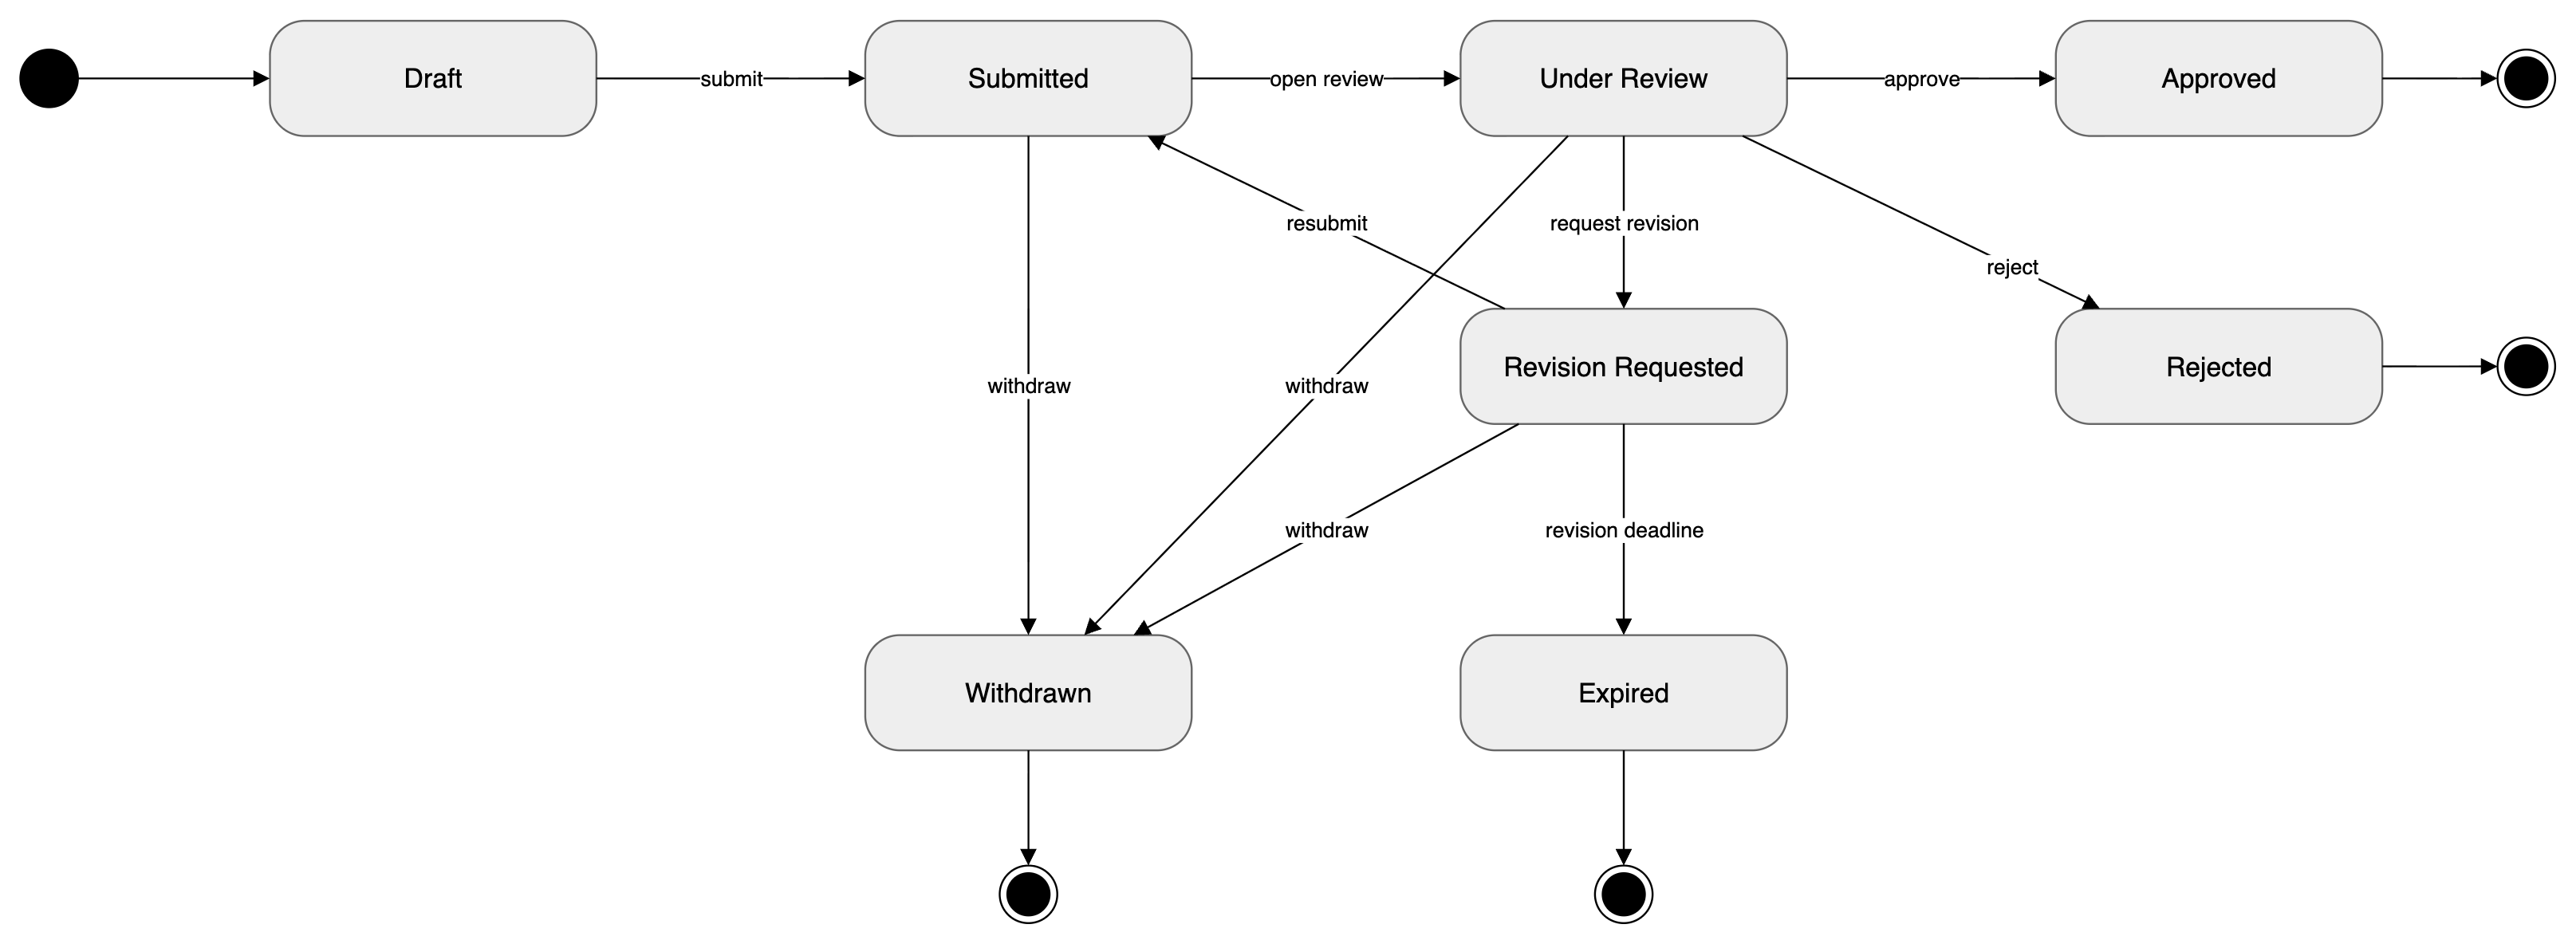 Draft
submit
Submitted
open review
Under Review
approve
Approved
resubmit
request revision
reject
Revision Requested
Rejected
withdraw
withdraw
withdraw
revision deadline
Withdrawn
Expired